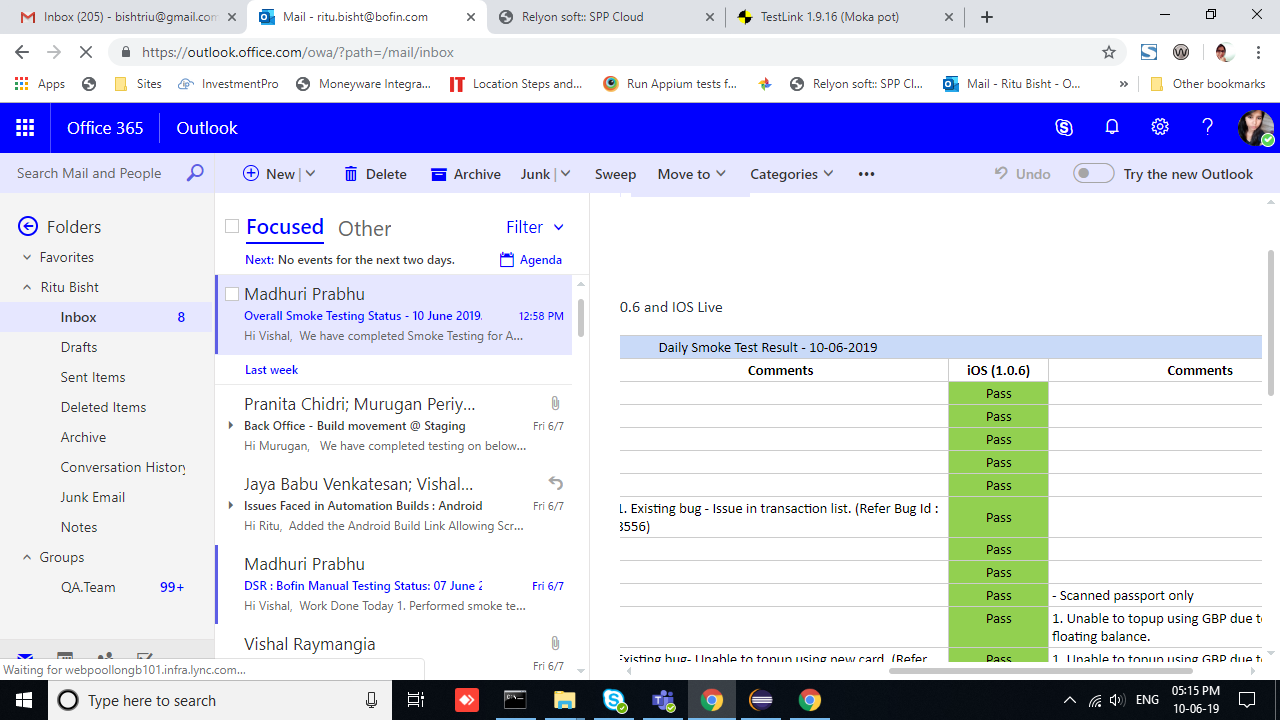 Inbox (205) - bishtriu@gmail.com
Mail - ritu.bisht@bofin.com
Relyon soft:: SPP Cloud
TestLink 1.9.16 (Moka pot)
https://outlook.office.com/owa/?path=/mail/inbox
Apps
Sites
InvestmentPro
Moneyware Integra...
Location Steps and...
Run Appium tests f...
Relyon soft:: SPP Cl...
Mail - Ritu Bisht - O...
Other bookmarks
Office 365
Outlook
Search Mail and People
New
Delete
Archive
Junk
Sweep
Move to
Categories
Undo
Try the new Outlook
Folders
Favorites
Ritu Bisht
Inbox 8
Drafts
Sent Items
Deleted Items
Archive
Conversation History
Junk Email
Notes
Groups
QA.Team 99+
Waiting for webpoollongb101.infra.lync.com...
Focused Other Filter
Next: No events for the next two days. Agenda
Madhuri Prabhu
Overall Smoke Testing Status - 10 June 2019. 12:58 PM
Hi Vishal, We have completed Smoke Testing for A...
Last week
Pranita Chidri; Murugan Periy...
Back Office - Build movement @ Staging Fri 6/7
Hi Murugan, We have completed testing on below...
Jaya Babu Venkatesan; Vishal...
Issues Faced in Automation Builds : Android Fri 6/7
Hi Ritu, Added the Android Build Link Allowing Scr...
Madhuri Prabhu
DSR : Bofin Manual Testing Status: 07 June 2 Fri 6/7
Hi Vishal, Work Done Today 1. Performed smoke te...
Vishal Raymangia
Fri 6/7
0.6 and IOS Live
Daily Smoke Test Result - 10-06-2019
Comments iOS (1.0.6) Comments
Pass
Pass
Pass
Pass
Pass
1. Existing bug - Issue in transaction list. (Refer Bug Id :
3556)
Pass
Pass
Pass
Pass - Scanned passport only
Pass 1. Unable to topup using GBP due to
floating balance.
Existing bug- Unable to topup using new card. (Refer Pass 1. Unable to topup using GBP due to
Type here to search
ENG
05:15 PM
10-06-19